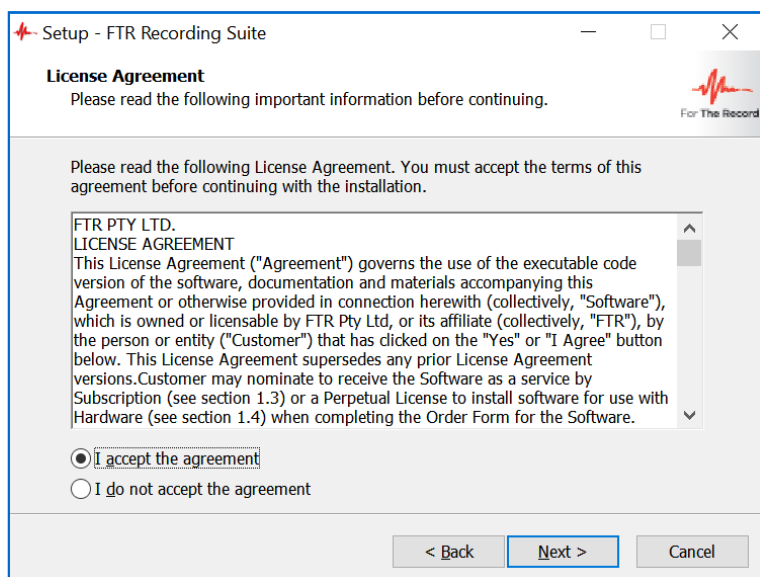 Setup - FTR Recording Suite
License Agreement
Please read the following important information before continuing.
For The Record
Please read the following License Agreement. You must accept the terms of this
agreement before continuing with the installation.
FTR PTY LTD.
LICENSE AGREEMENT
This License Agreement ("Agreement") governs the use of the executable code
version of the software, documentation and materials accompanying this
Agreement or otherwise provided in connection herewith (collectively, "Software"),
which is owned or licensable by FTR Pty Ltd, or its affiliate (collectively, "FTR"), by
the person or entity ("Customer") that has clicked on the "Yes" or "I Agree" button
below. This License Agreement supersedes any prior License Agreement
versions.Customer may nominate to receive the Software as a service by
Subscription (see section 1.3) or a Perpetual License to install software for use with
Hardware (see section 1.4) when completing the Order Form for the Software.
I accept the agreement
I do not accept the agreement
< Back Next > Cancel